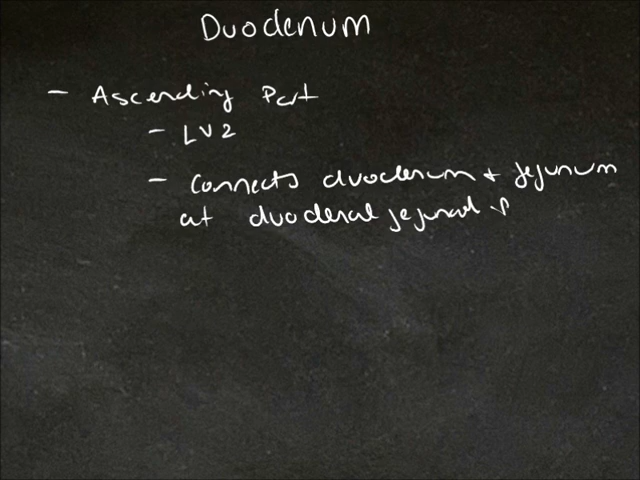 Duodenum
- Ascending Part
- LV2
- Connects duodenum + jejunum
at duodenal jejunal